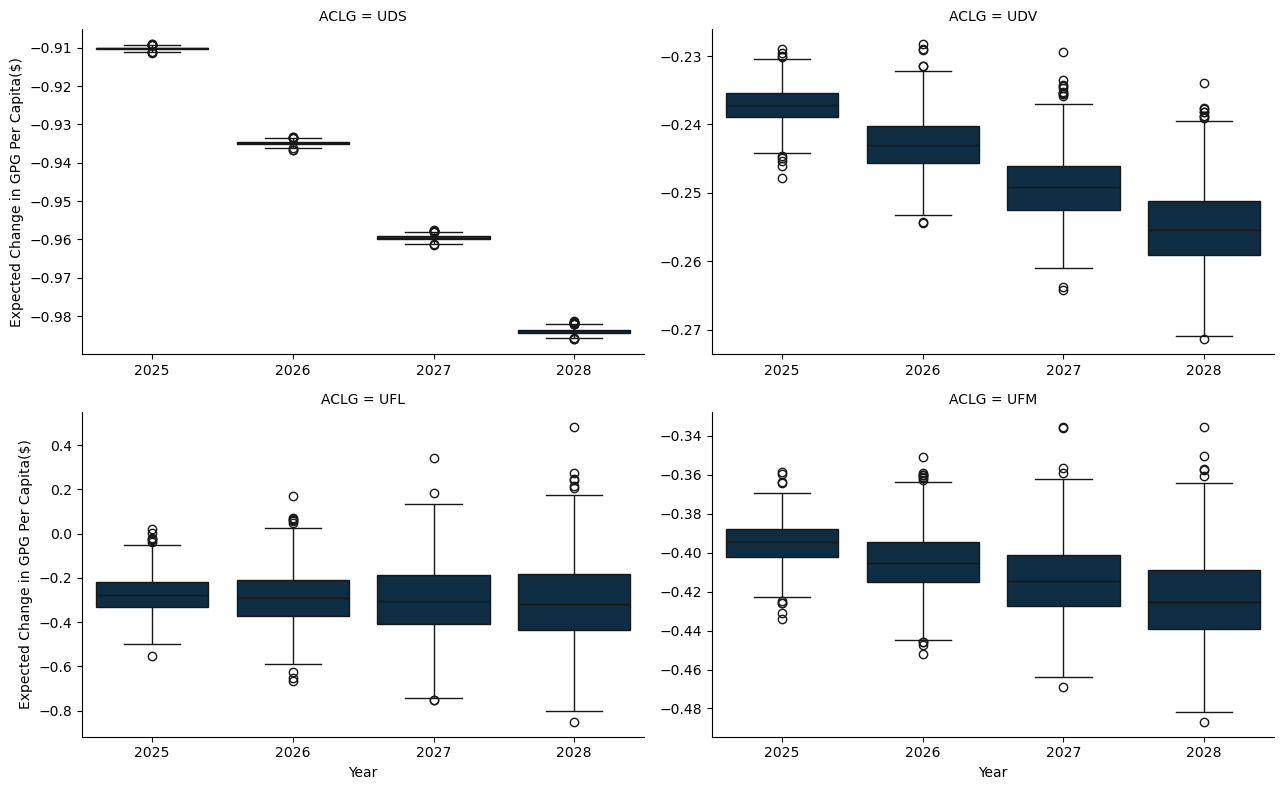 ACLG = UDS
Expected Change in GPG Per Capita($)
−0.91
−0.92
−0.93
−0.94
−0.95
−0.96
−0.97
−0.98
2025 2026 2027 2028
ACLG = UDV
−0.23
−0.24
−0.25
−0.26
−0.27
2025 2026 2027 2028
ACLG = UFL
Expected Change in GPG Per Capita($)
0.4
0.2
0.0
−0.2
−0.4
−0.6
−0.8
2025 2026 2027 2028
Year
ACLG = UFM
−0.34
−0.36
−0.38
−0.40
−0.42
−0.44
−0.46
−0.48
2025 2026 2027 2028
Year